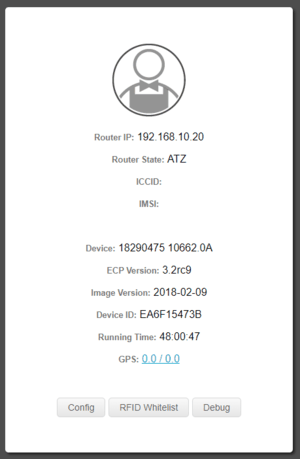 Router IP: 192.168.10.20
Router State: ATZ
ICCID:
IMSI:
Device: 18290475 10662.0A
ECP Version: 3.2rc9
Image Version: 2018-02-09
Device ID: EA6F15473B
Running Time: 48:00:47
GPS: 0.0 / 0.0
Config RFID Whitelist Debug